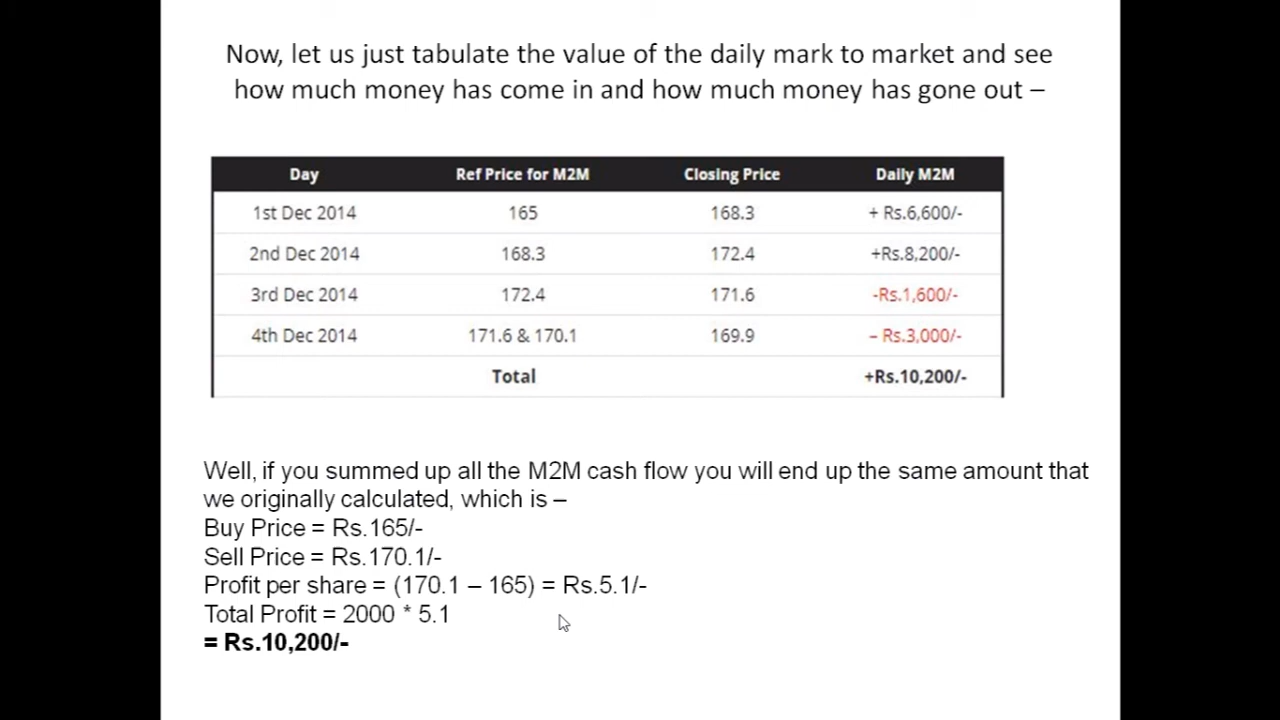 Now, let us just tabulate the value of the daily mark to market and see
how much money has come in and how much money has gone out –
Day Ref Price for M2M Closing Price Daily M2M
1st Dec 2014 165 168.3 + Rs.6,600/-
2nd Dec 2014 168.3 172.4 +Rs.8,200/-
3rd Dec 2014 172.4 171.6 -Rs.1,600/-
4th Dec 2014 171.6 & 170.1 169.9 – Rs.3,000/-
Total +Rs.10,200/-
Well, if you summed up all the M2M cash flow you will end up the same amount that
we originally calculated, which is –
Buy Price = Rs.165/-
Sell Price = Rs.170.1/-
Profit per share = (170.1 – 165) = Rs.5.1/-
Total Profit = 2000 * 5.1
= Rs.10,200/-